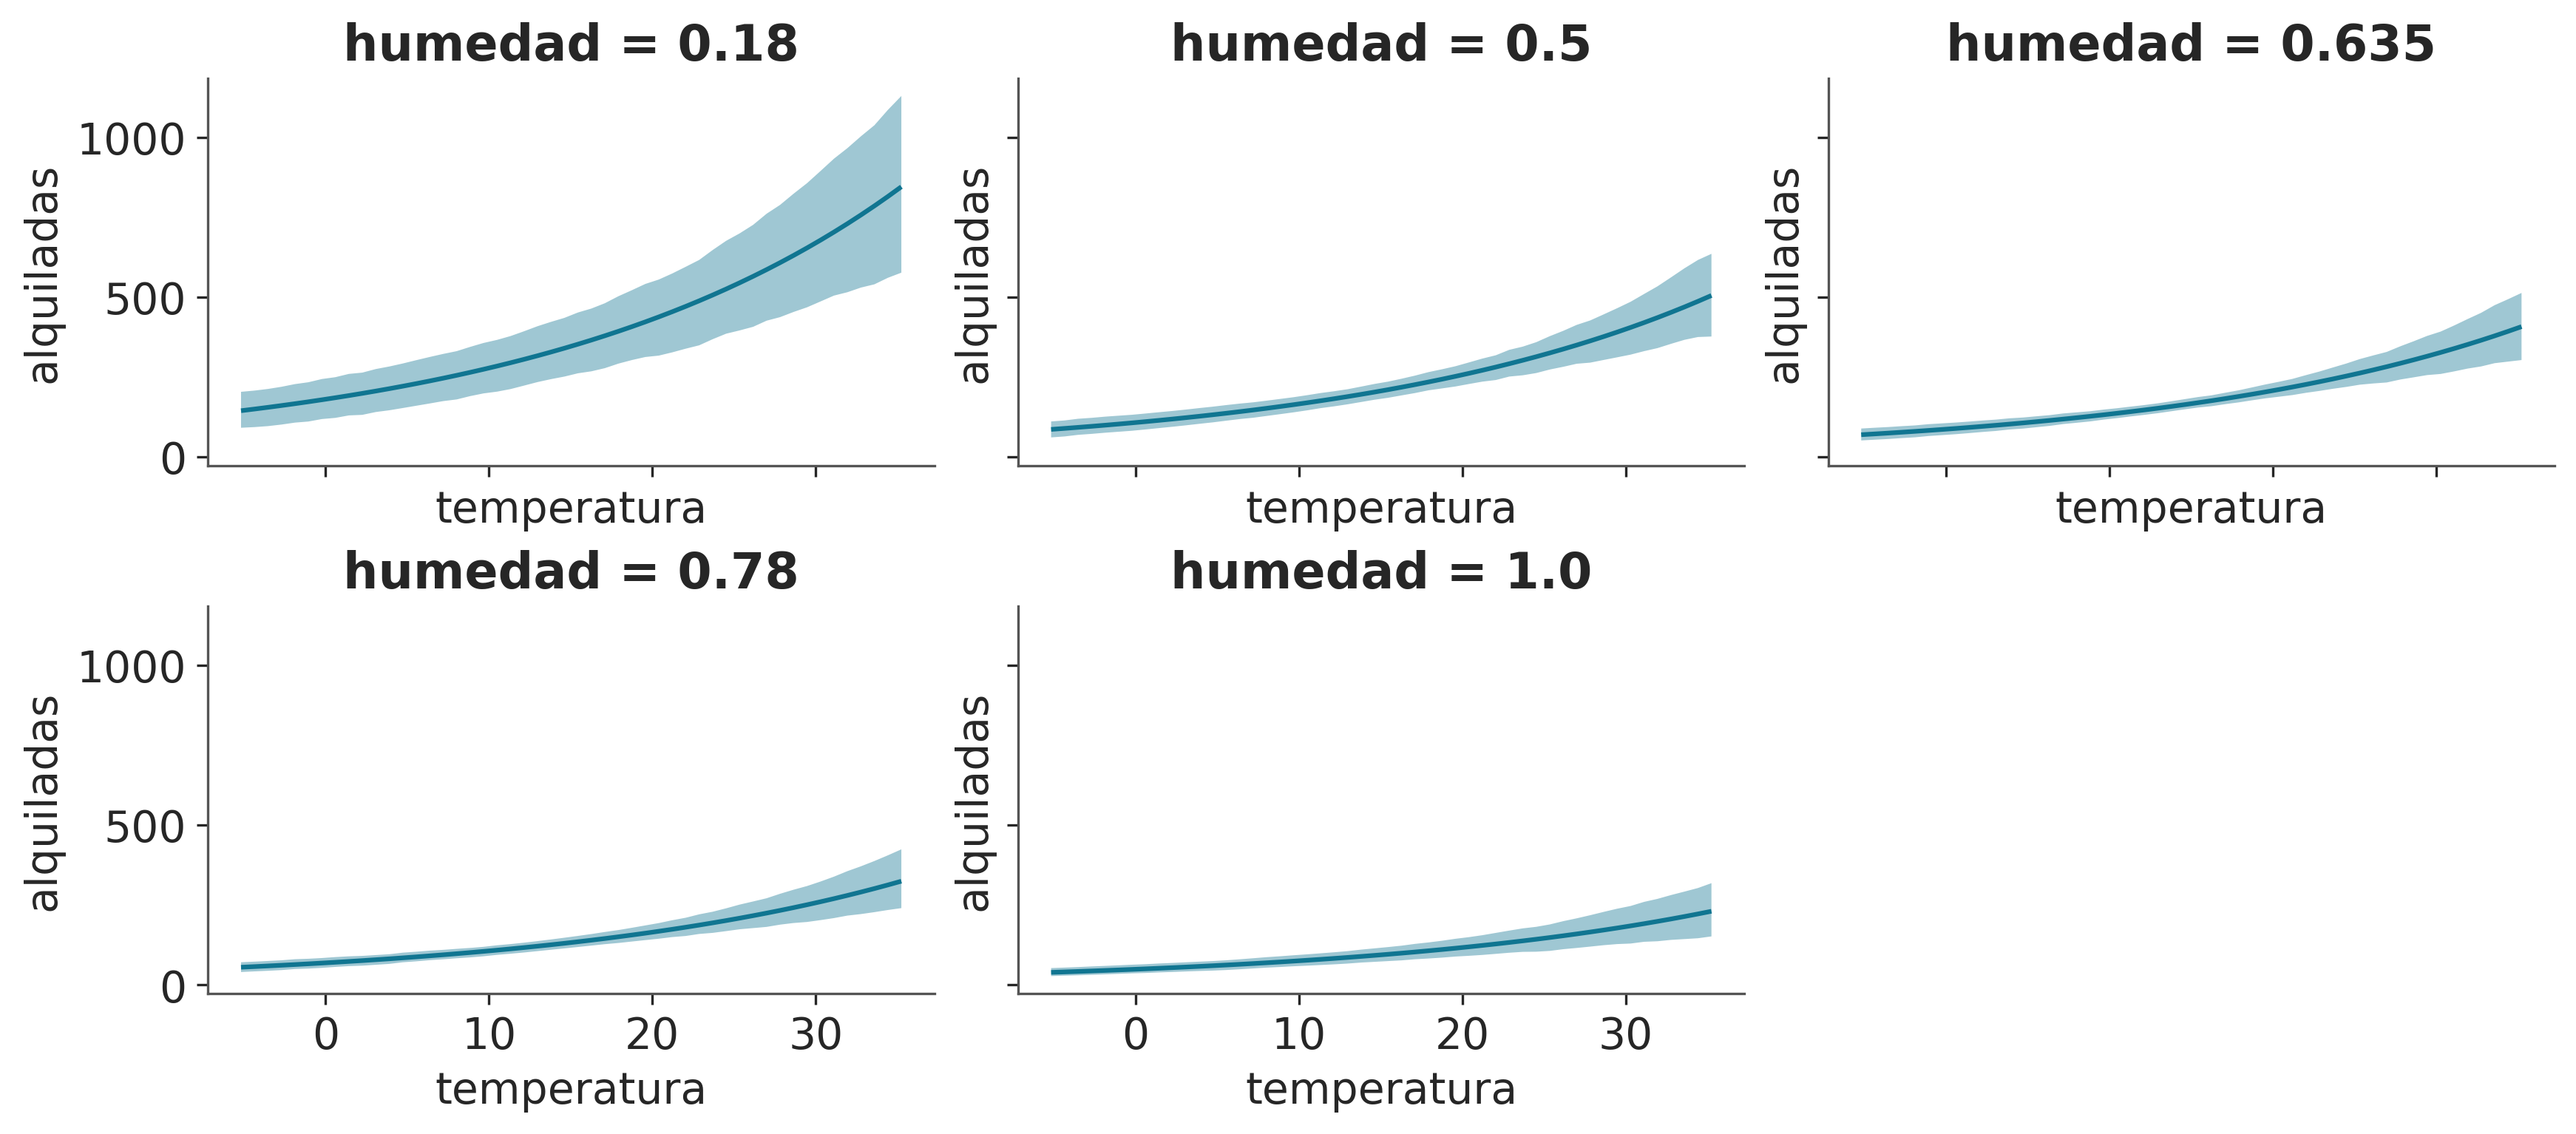 humedad = 0.18
humedad = 0.5
humedad = 0.635
1000
500
0
alquiladas
alquiladas
alquiladas
temperatura
temperatura
temperatura
humedad = 0.78
humedad = 1.0
1000
500
0
alquiladas
alquiladas
0 10 20 30
0 10 20 30
temperatura
temperatura